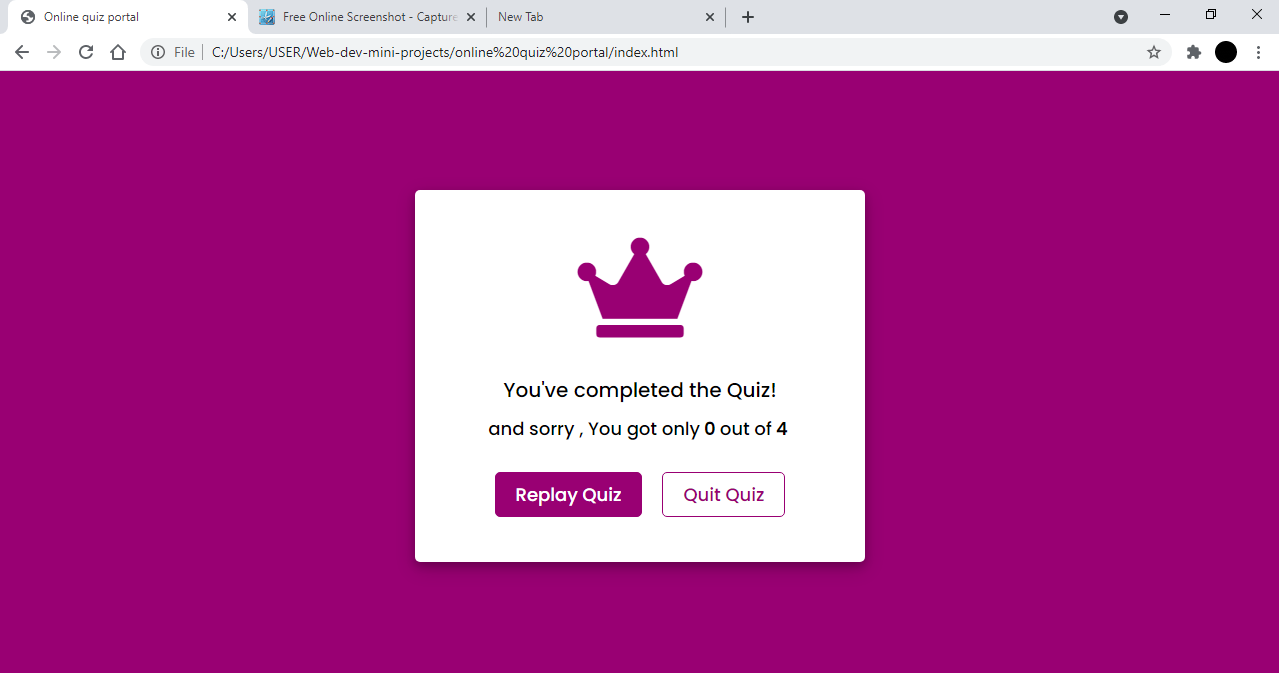 Online quiz portal
Free Online Screenshot - Capture
New Tab
File
C:/Users/USER/Web-dev-mini-projects/online%20quiz%20portal/index.html
You've completed the Quiz!
and sorry , You got only 0 out of 4
Replay Quiz
Quit Quiz